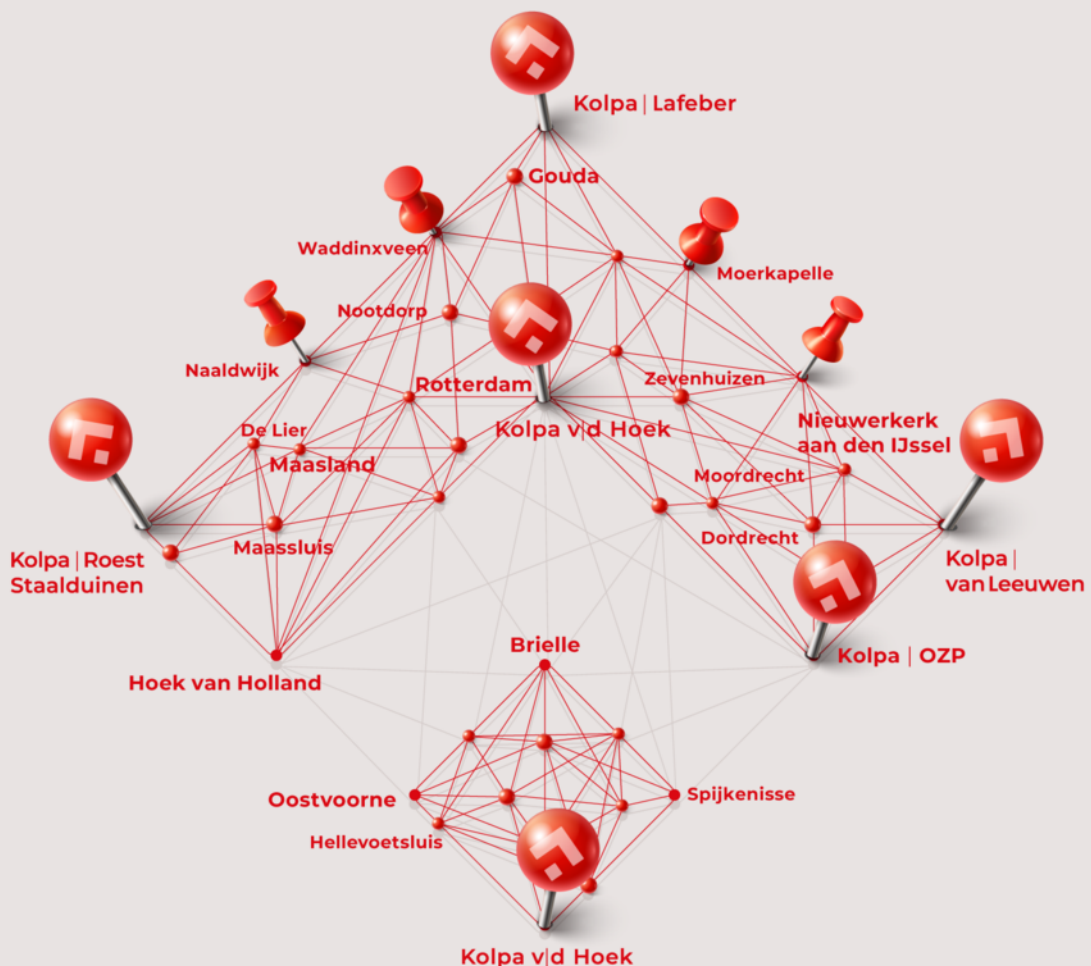 Kolpa | Lafeber
Gouda
Waddinxveen
Moerkapelle
Nootdorp
Naaldwijk
Rotterdam
Zevenhuizen
Kolpa v|d Hoek
De Lier
Maasland
Nieuwerkerk
aan den IJssel
Moordrecht
Dordrecht
Maassluis
Kolpa | Roest
Staalduinen
Kolpa |
van Leeuwen
Brielle
Kolpa | OZP
Hoek van Holland
Oostvoorne
Spijkenisse
Hellevoetsluis
Kolpa v|d Hoek